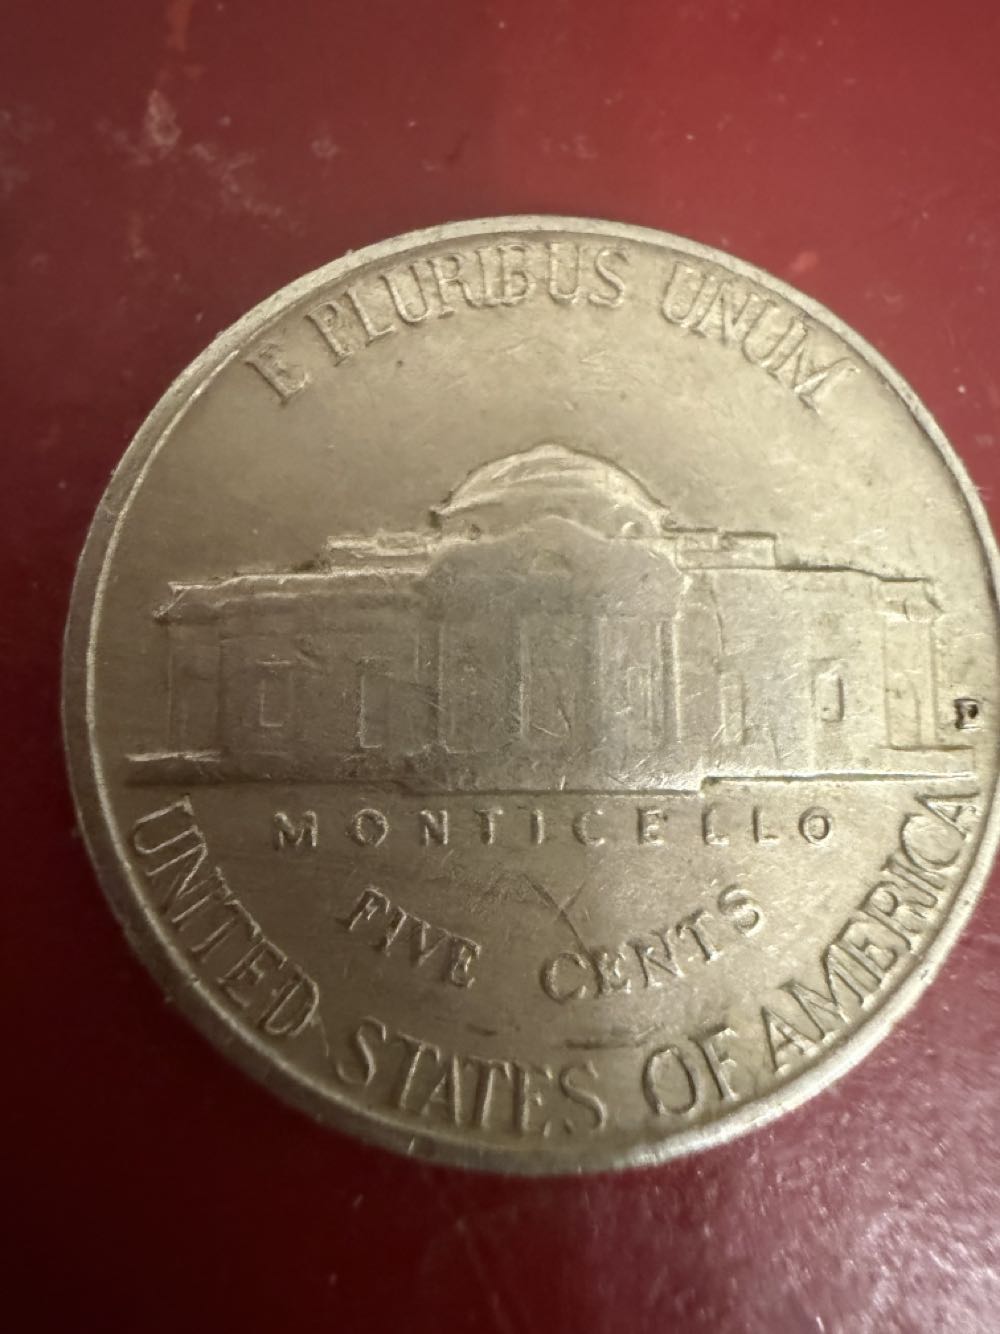 E PLURIBUS UNUM
D
MONTICELLO
FIVE CENTS
UNITED STATES OF AMERICA